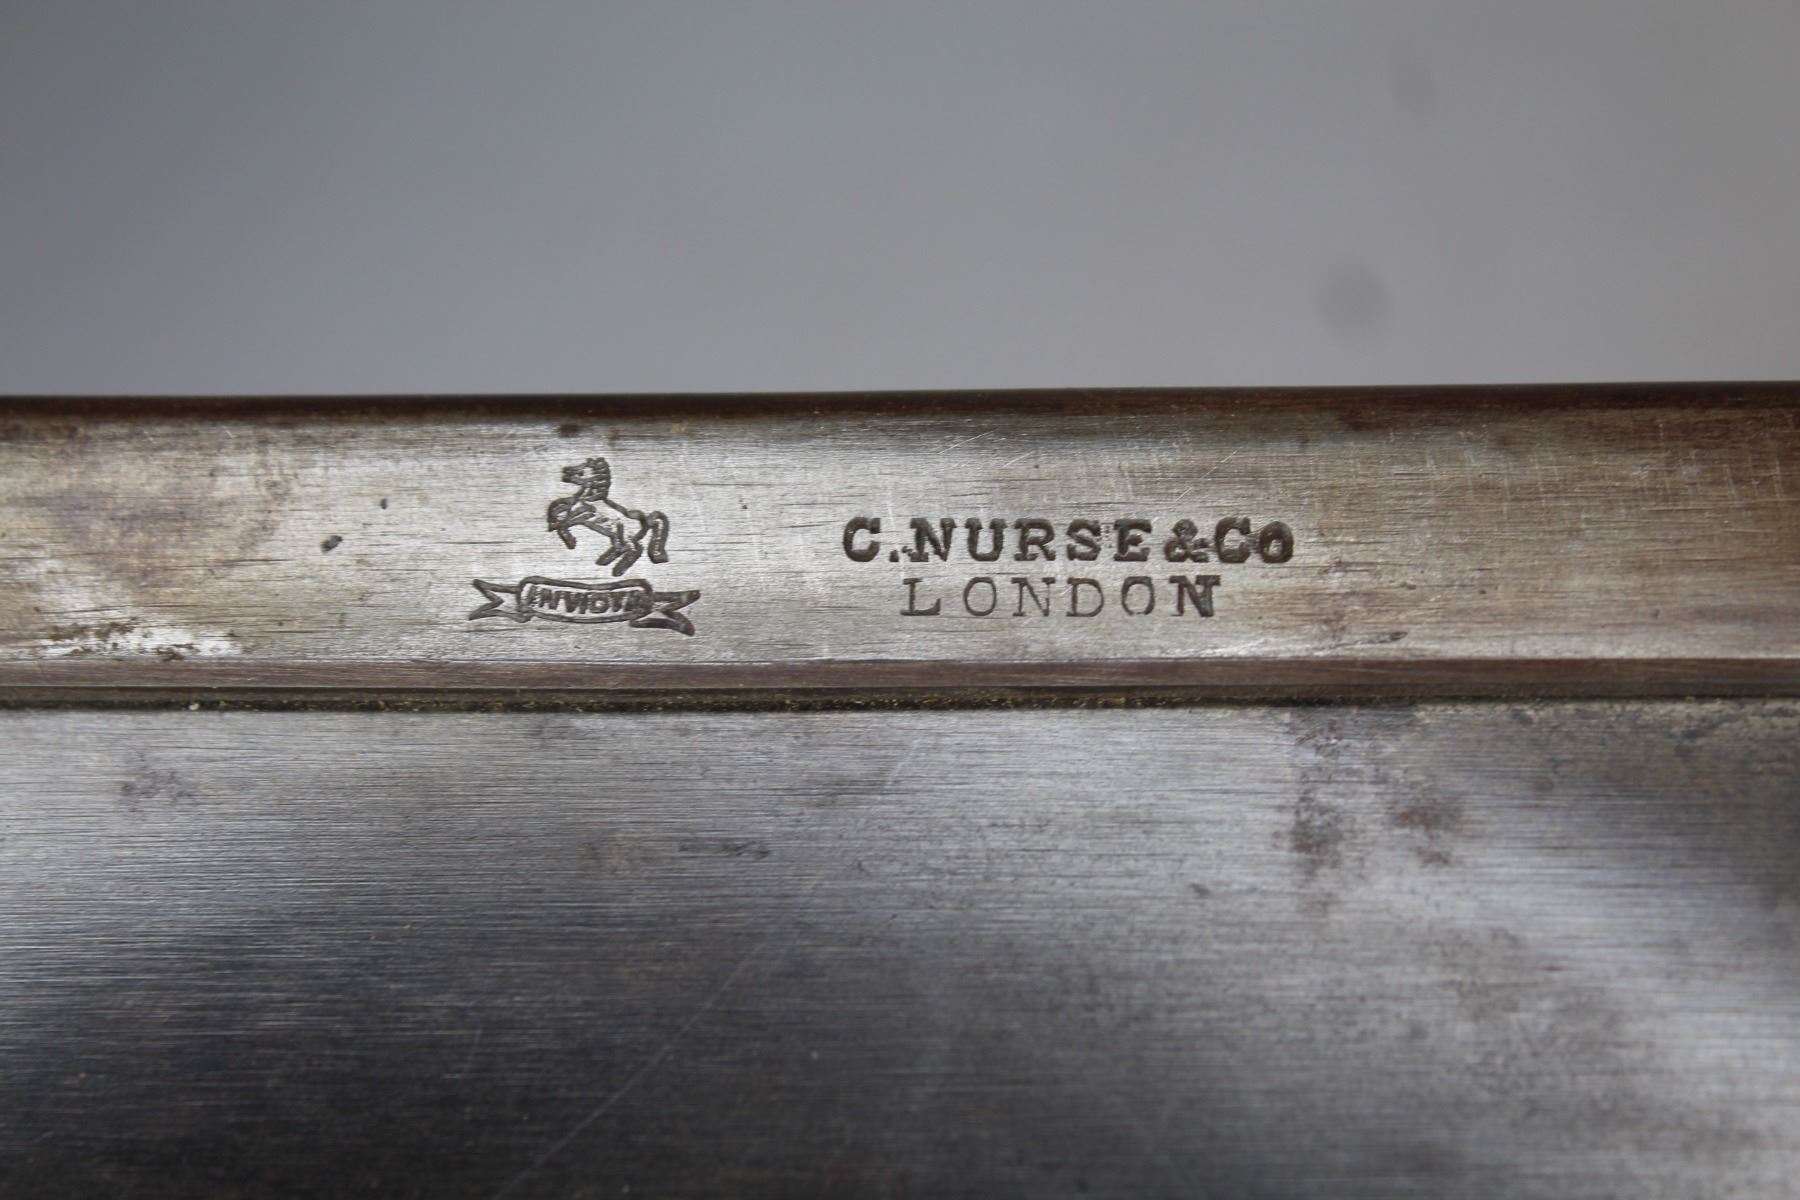 INVICTA
C. NURSE & Co
LONDON